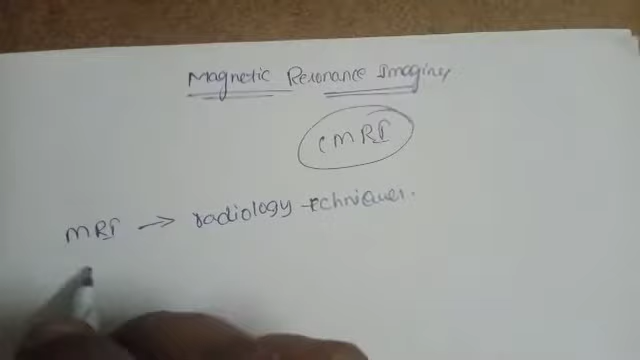 Magnetic Resonance Imaging
(MRI
MRI → radiology techniques.